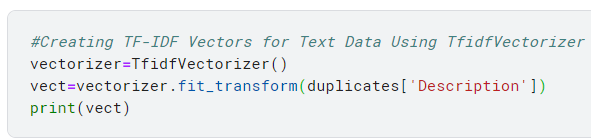 #Creating TF-IDF Vectors for Text Data Using TfidfVectorizer
vectorizer=TfidfVectorizer()
vect=vectorizer.fit_transform(duplicates['Description'])
print(vect)